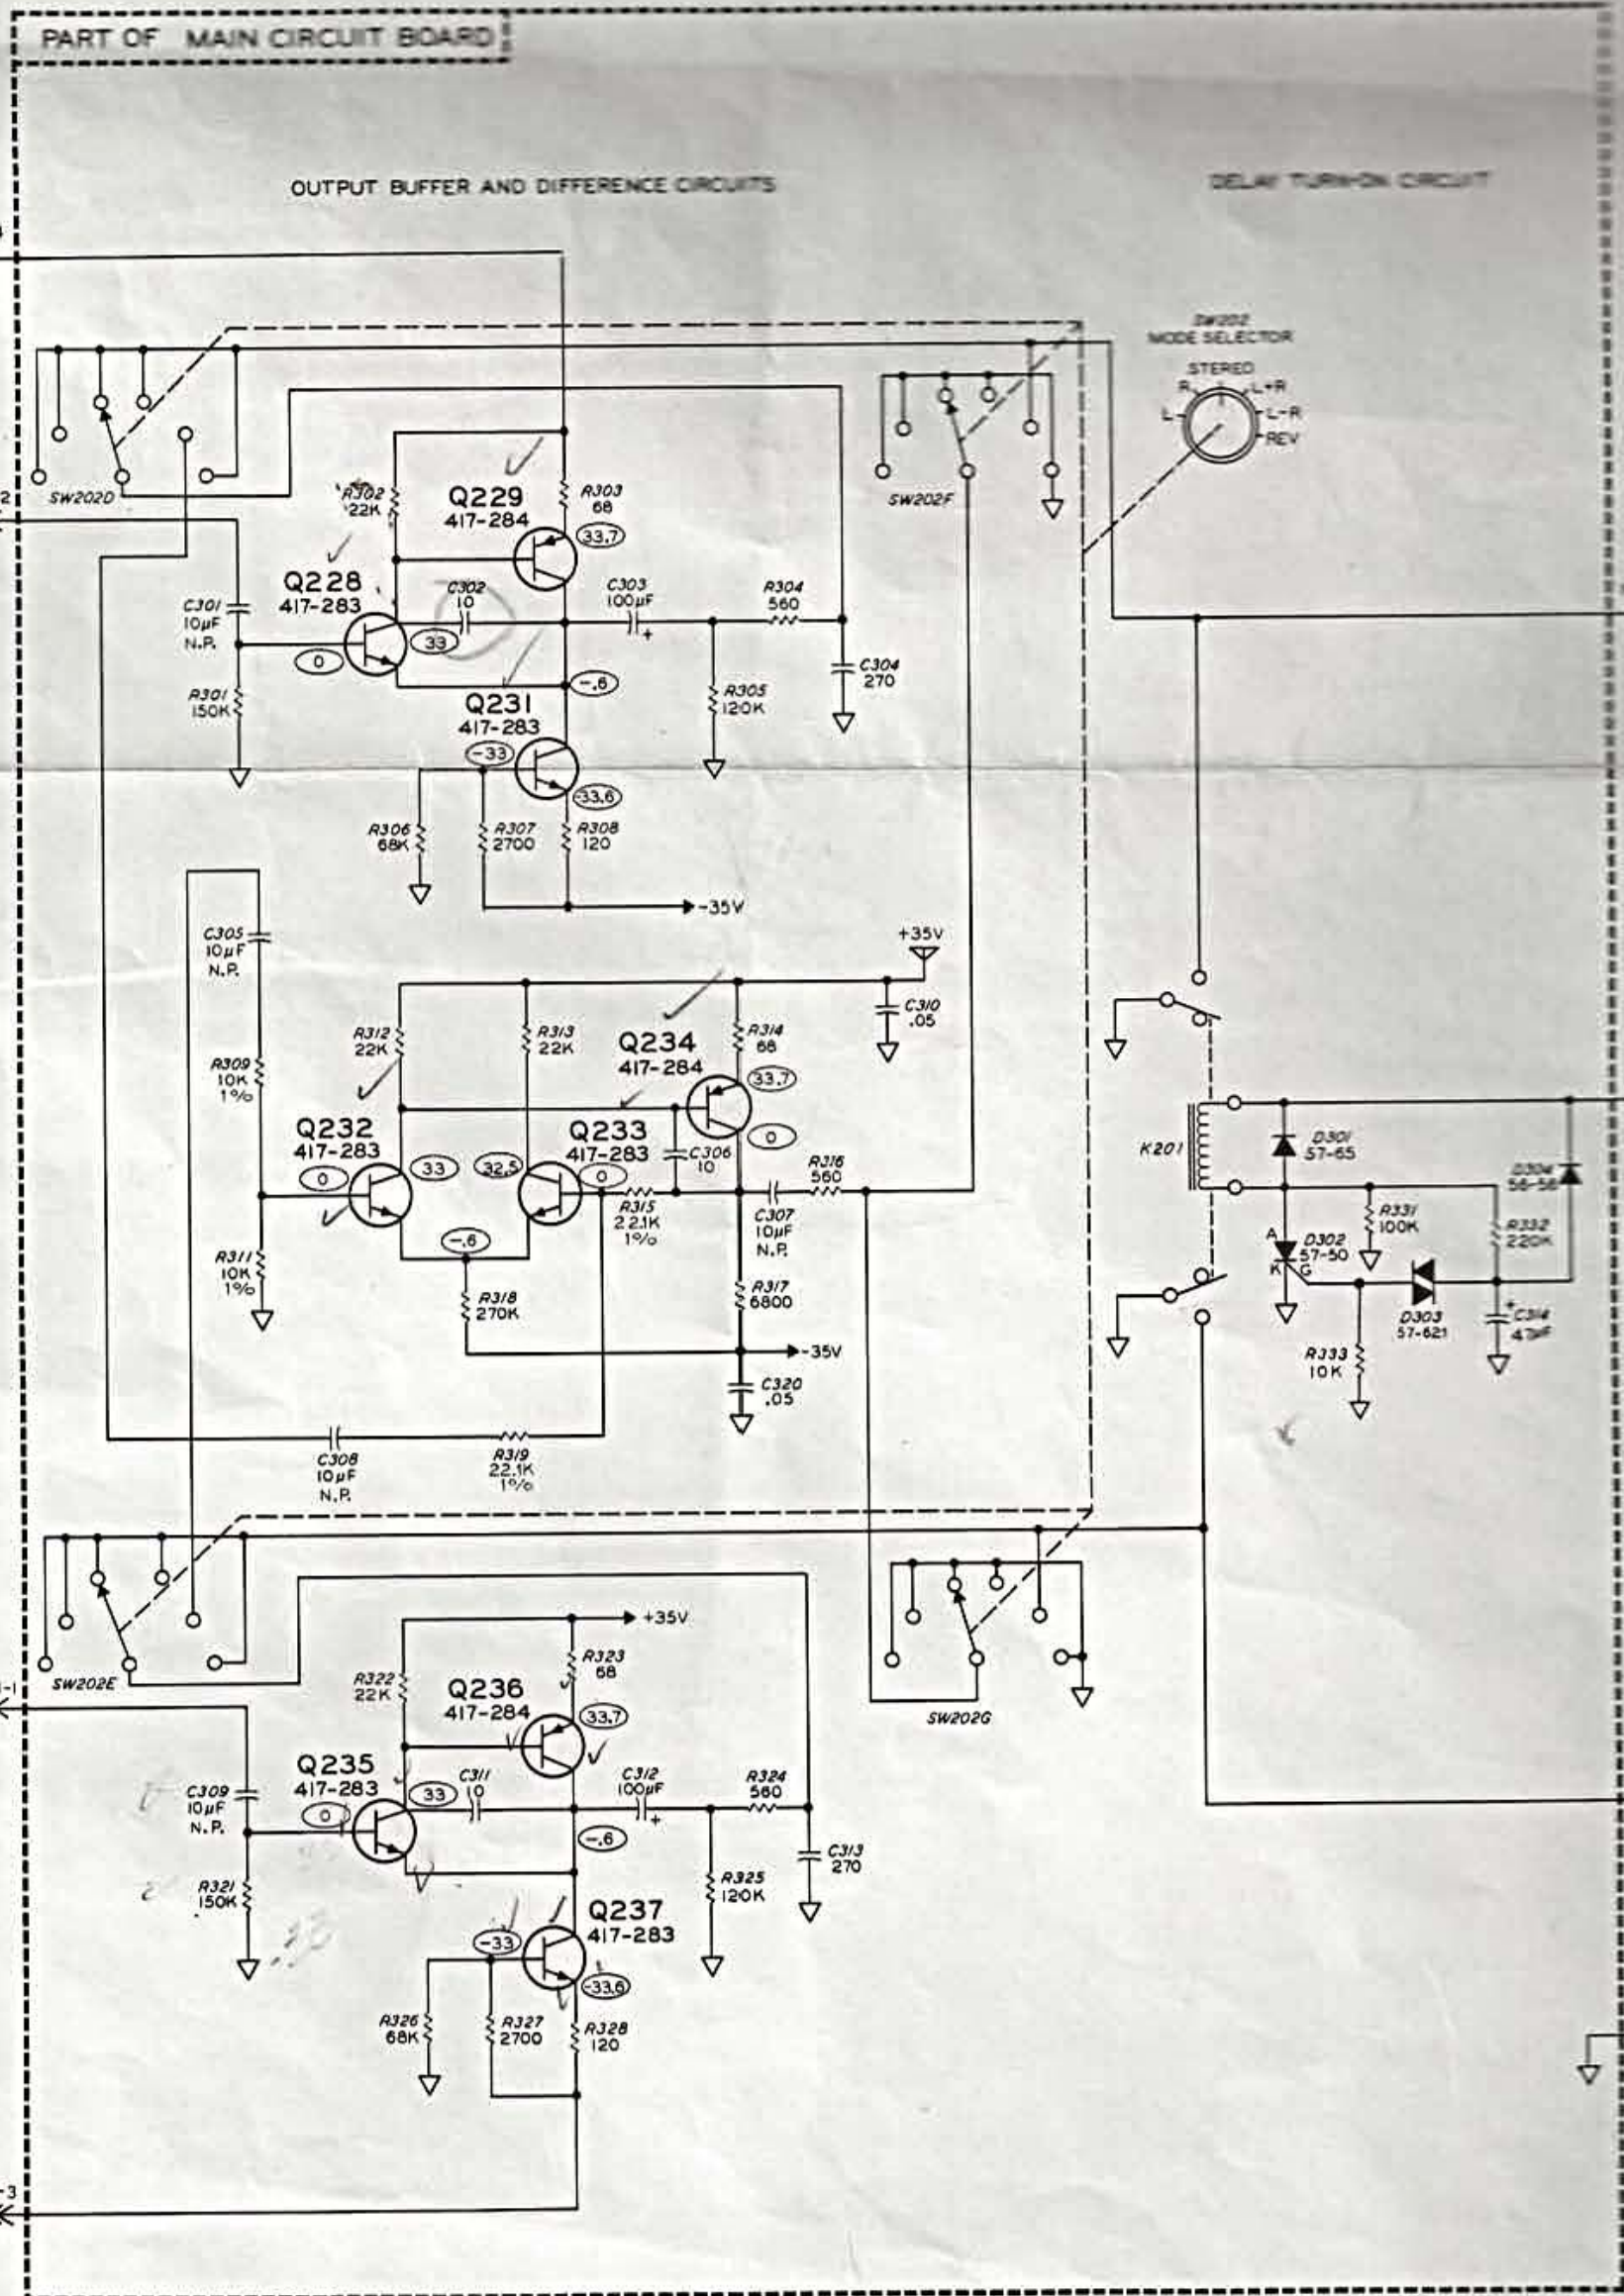 PART OF MAIN CIRCUIT BOARD
OUTPUT BUFFER AND DIFFERENCE CIRCUITS
DELAY TURN-ON CIRCUIT
SW202
MODE SELECTOR
STEREO
R
L+R
L
L-R
REV
SW202D
SW202F
2
R302
22K
Q229
417-284
R303
68
33.7
Q228
417-283
C301
10µF
N.P.
C302
10
C303
100µF
+
R304
560
33
0
C304
270
R301
150K
-.6
R305
120K
Q231
417-283
-33
-33.6
R306
68K
R307
2700
R308
120
-35V
C305
10µF
N.P.
+35V
C310
.05
R312
22K
R313
22K
Q234
417-284
R314
68
33.7
R309
10K
1%
Q232
417-283
0
33
32.5
Q233
417-283
0
C306
10
0
R316
560
R315
22.1K
1%
C307
10µF
N.P.
-.6
R311
10K
1%
R318
270K
R317
6800
-35V
C320
.05
C308
10µF
N.P.
R319
22.1K
1%
K201
D301
57-65
D304
56-56
R331
100K
R332
220K
A
D302
57-50
K
G
D303
57-621
+
C314
47µF
R333
10K
SW202E
SW202G
-1
+35V
R322
22K
R323
68
Q236
417-284
33.7
Q235
417-283
0
33
C309
10µF
N.P.
C311
10
C312
100µF
+
R324
560
-.6
C313
270
R321
150K
R325
120K
Q237
417-283
-33
-33.6
R326
68K
R327
2700
R328
120
-3